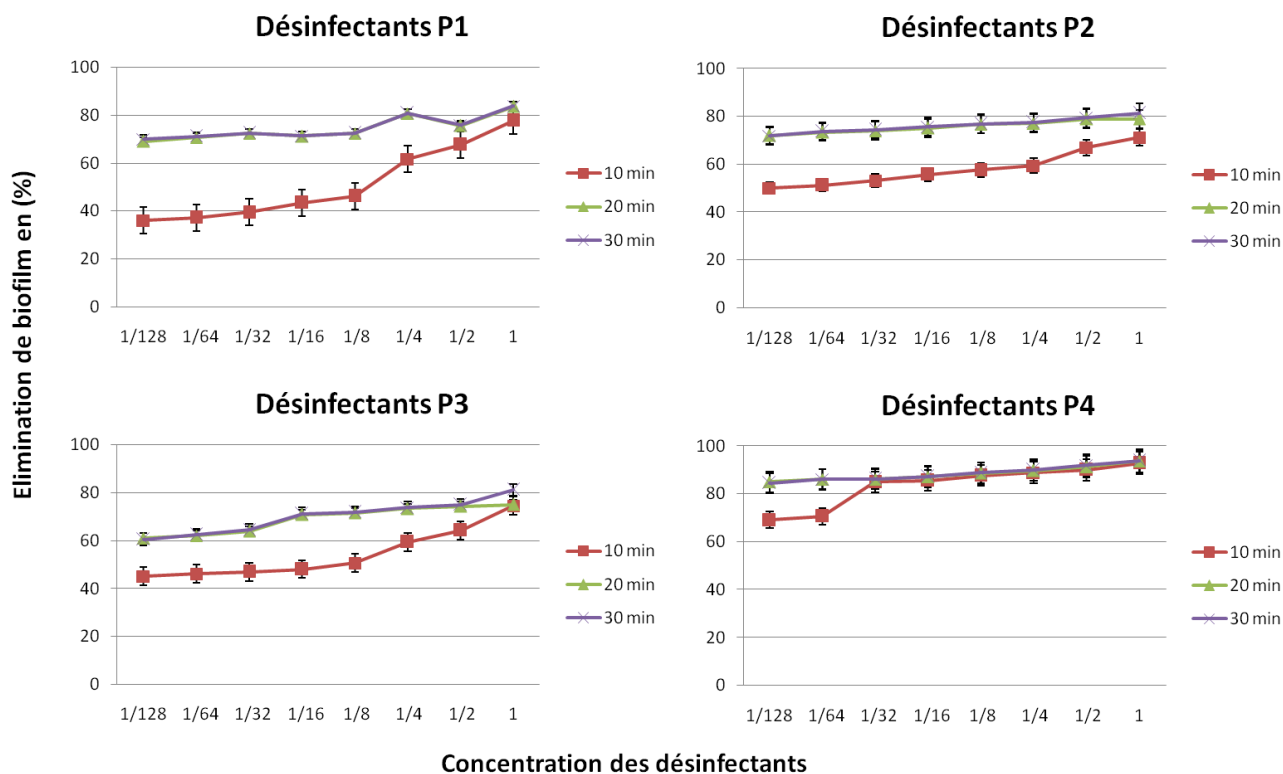 Désinfectants P1
100
80
60
40
20
0
1/128 1/64 1/32 1/16 1/8 1/4 1/2 1
10 min
20 min
30 min
Désinfectants P2
100
80
60
40
20
0
1/128 1/64 1/32 1/16 1/8 1/4 1/2 1
10 min
20 min
30 min
Elimination de biofilm en (%)
Désinfectants P3
100
80
60
40
20
0
1/128 1/64 1/32 1/16 1/8 1/4 1/2 1
10 min
20 min
30 min
Désinfectants P4
100
80
60
40
20
0
1/128 1/64 1/32 1/16 1/8 1/4 1/2 1
10 min
20 min
30 min
Concentration des désinfectants